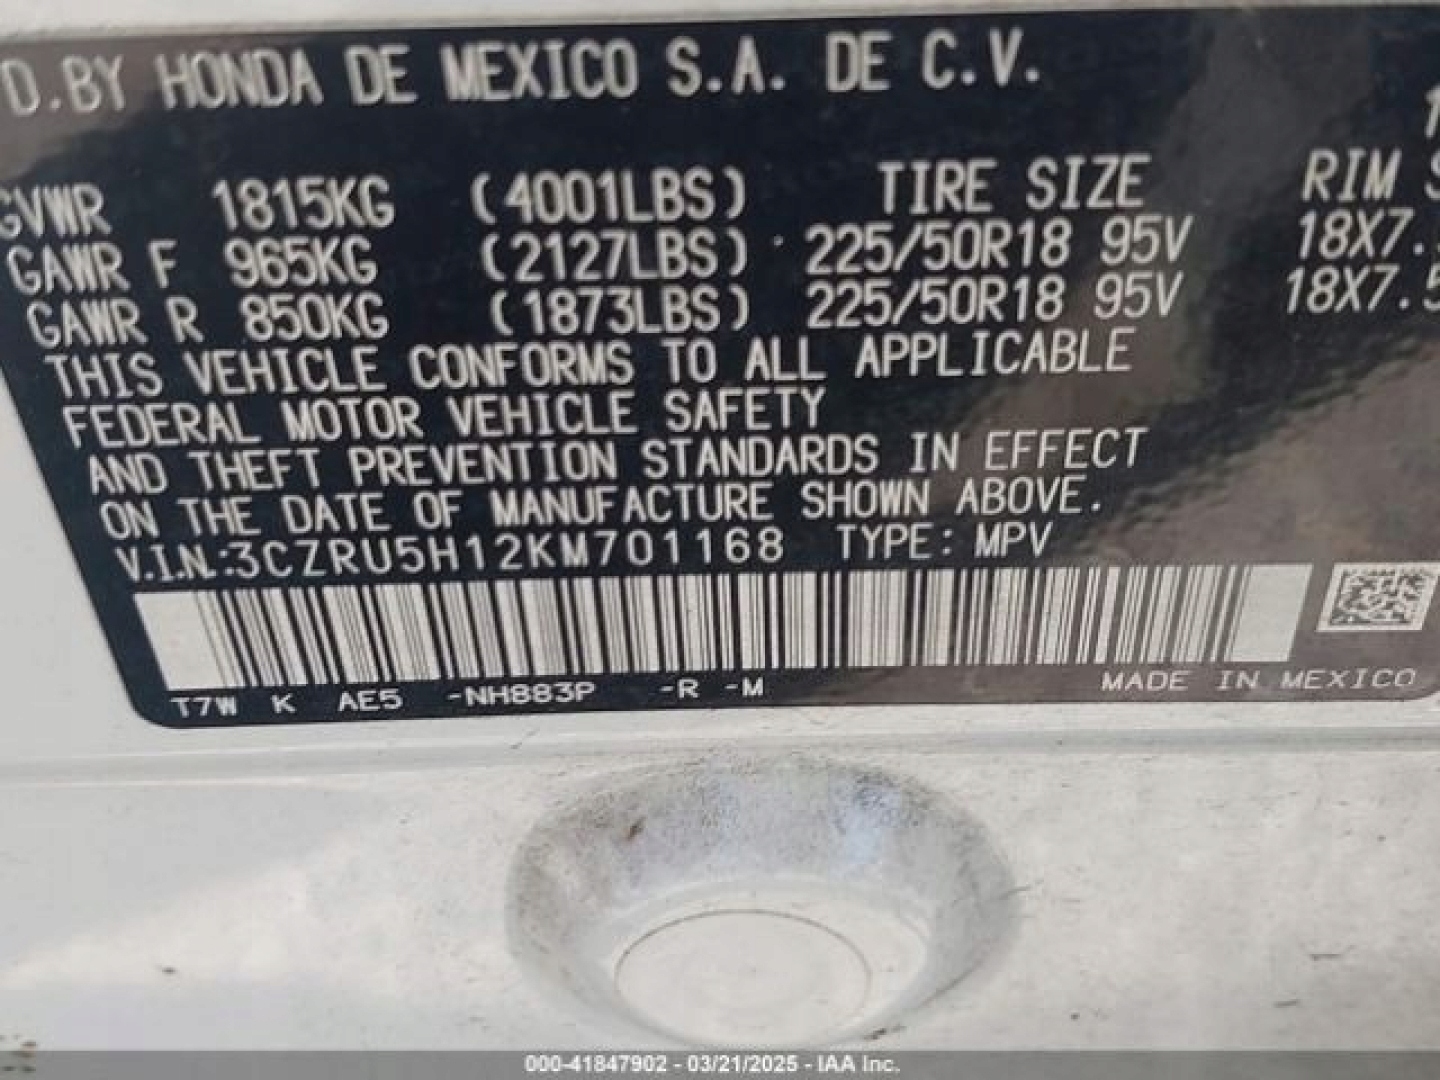 D.BY HONDA DE MEXICO S.A. DE C.V.
GVWR 1815KG (4001LBS) TIRE SIZE RIM
GAWR F 965KG (2127LBS) 225/50R18 95V 18X7.
GAWR R 850KG (1873LBS) 225/50R18 95V 18X7.5
THIS VEHICLE CONFORMS TO ALL APPLICABLE
FEDERAL MOTOR VEHICLE SAFETY
AND THEFT PREVENTION STANDARDS IN EFFECT
ON THE DATE OF MANUFACTURE SHOWN ABOVE.
V.I.N.:3CZRU5H12KM701168 TYPE: MPV
T7W K AE5 -NH883P -R -M MADE IN MEXICO
000-41847902 - 03/21/2025 - IAA Inc.